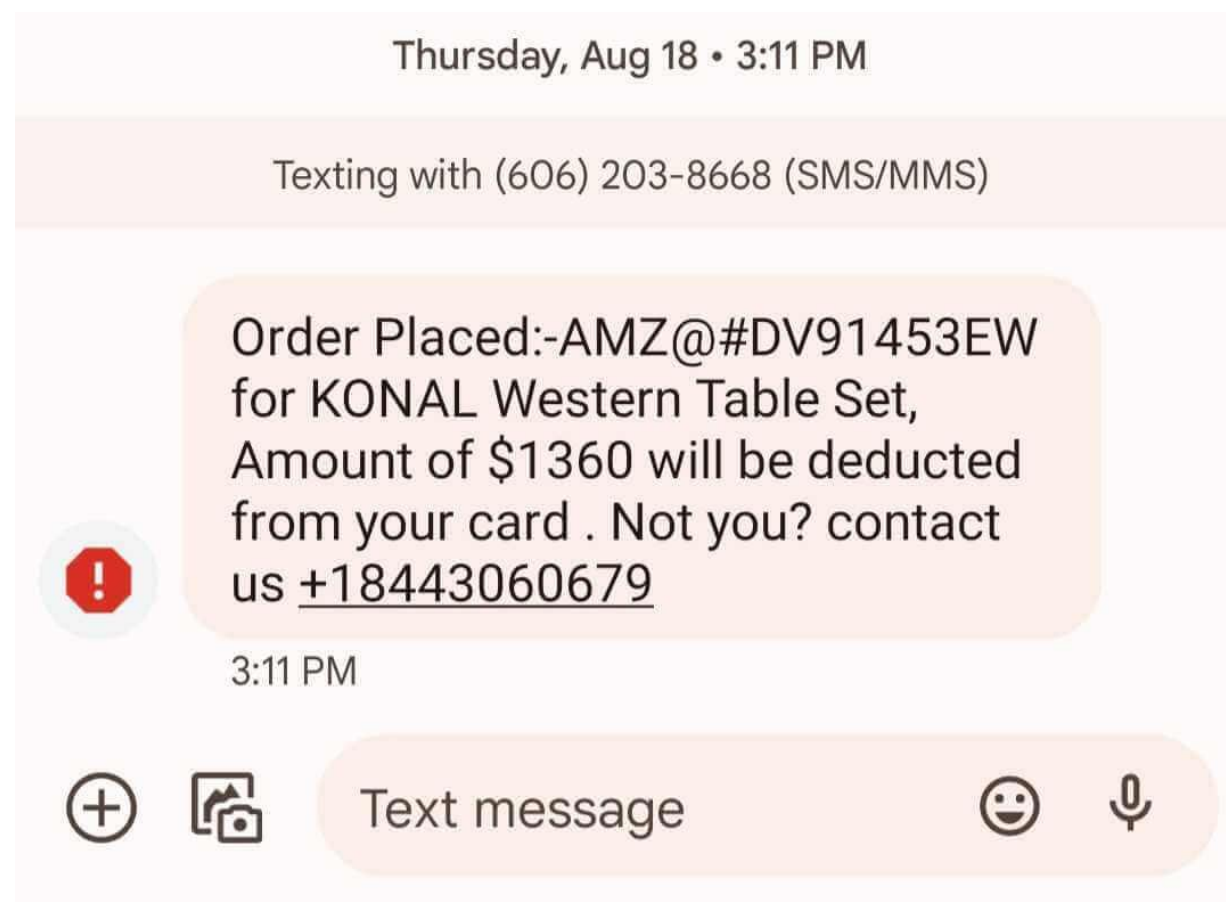 Thursday, Aug 18 • 3:11 PM
Texting with (606) 203-8668 (SMS/MMS)
Order Placed:-AMZ@#DV91453EW
for KONAL Western Table Set,
Amount of $1360 will be deducted
from your card . Not you? contact
us +18443060679
3:11 PM
Text message